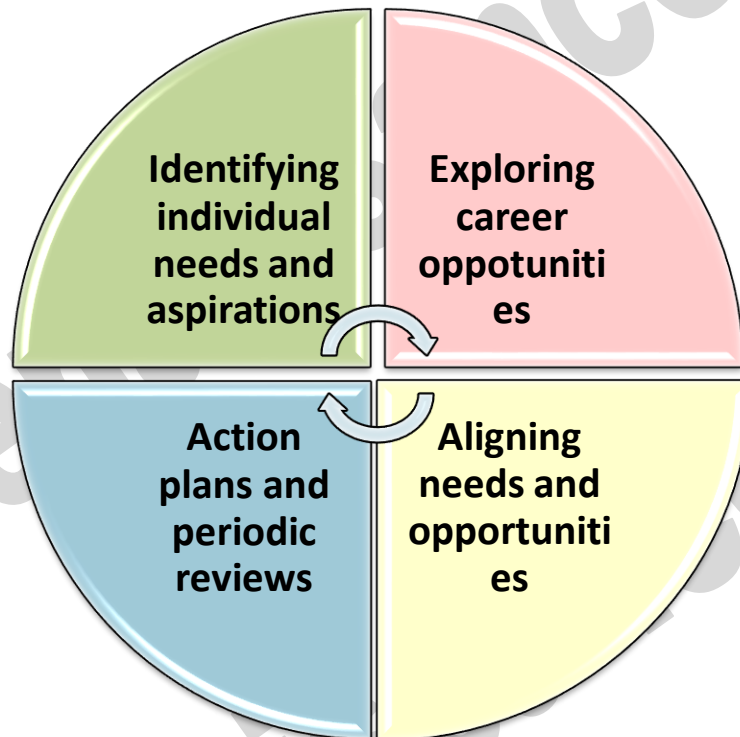 Identifying
individual
needs and
aspirations
Exploring
career
oppotuniti
es
Action
plans and
periodic
reviews
Aligning
needs and
opportuniti
es